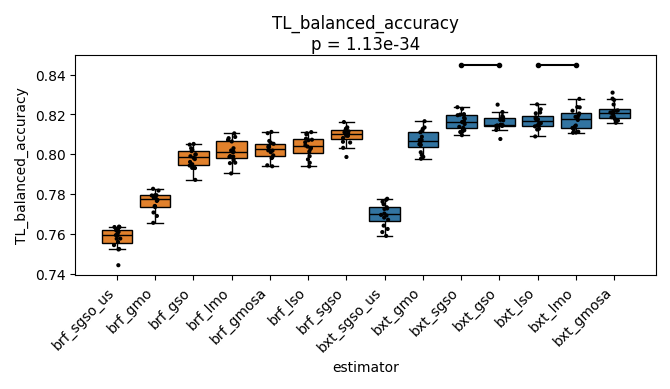 TL_balanced_accuracy
p = 1.13e-34
TL_balanced_accuracy
0.84
0.82
0.80
0.78
0.76
0.74
brf_sgso_us
brf_gmo
brf_gso
brf_lmo
brf_gmosa
brf_lso
brf_sgso
bxt_sgso_us
bxt_gmo
bxt_sgso
bxt_gso
bxt_lso
bxt_lmo
bxt_gmosa
estimator